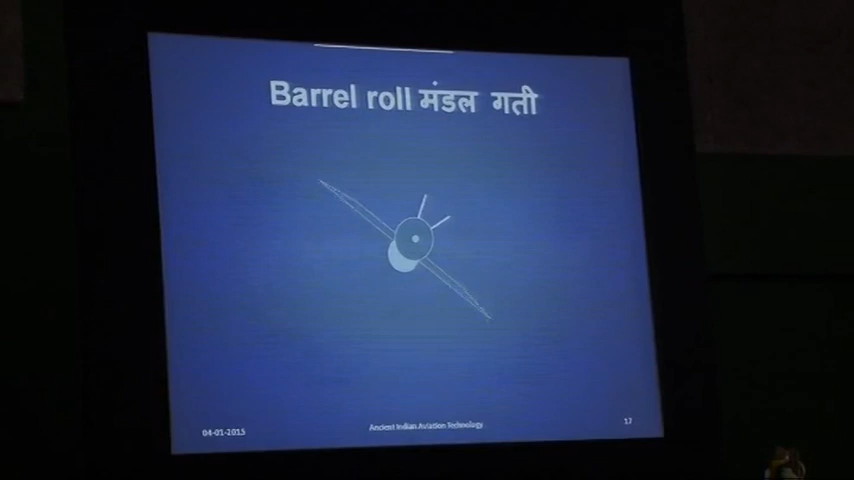 Barrel roll मंडल गती
04-01-2015
Ancient Indian Aviation Technology
17